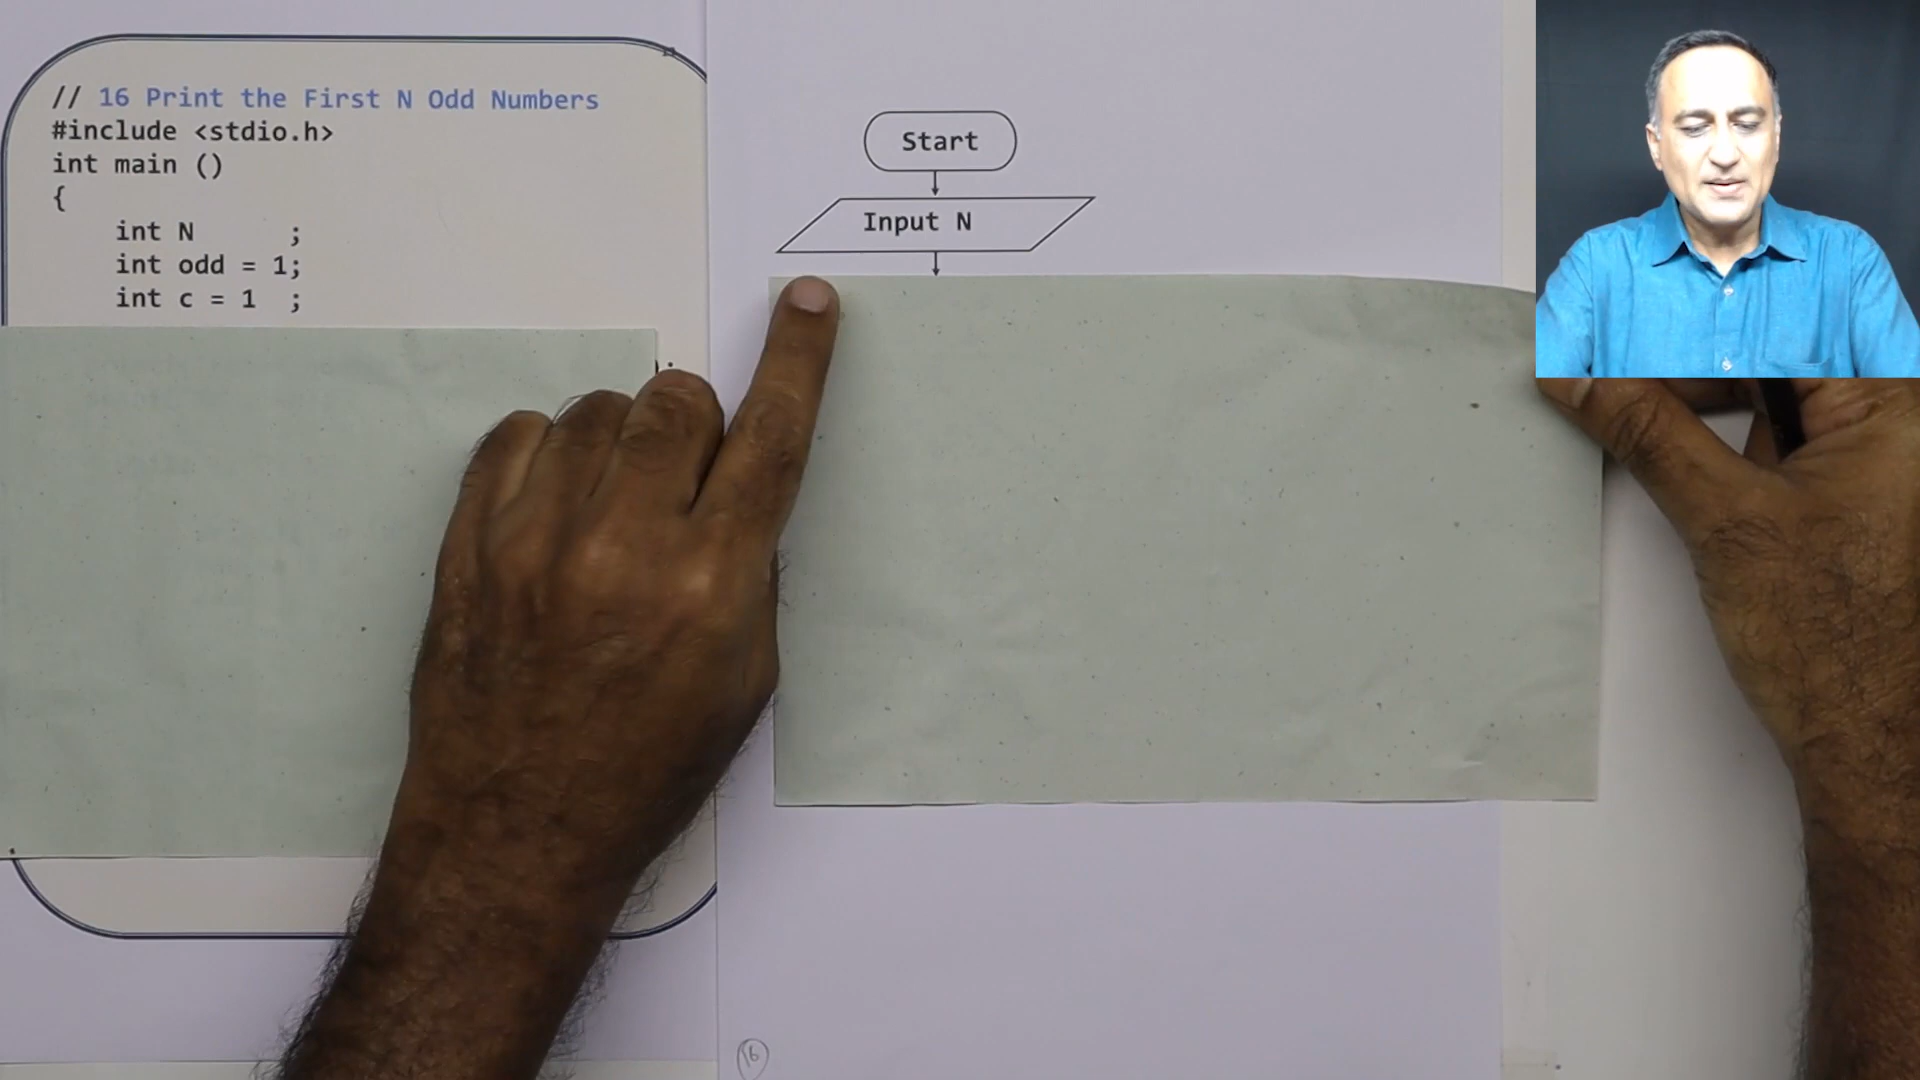 // 16 Print the First N Odd Numbers
#include <stdio.h>
int main ()
{
int N ;
int odd = 1;
int c = 1 ;
Start
Input N
16